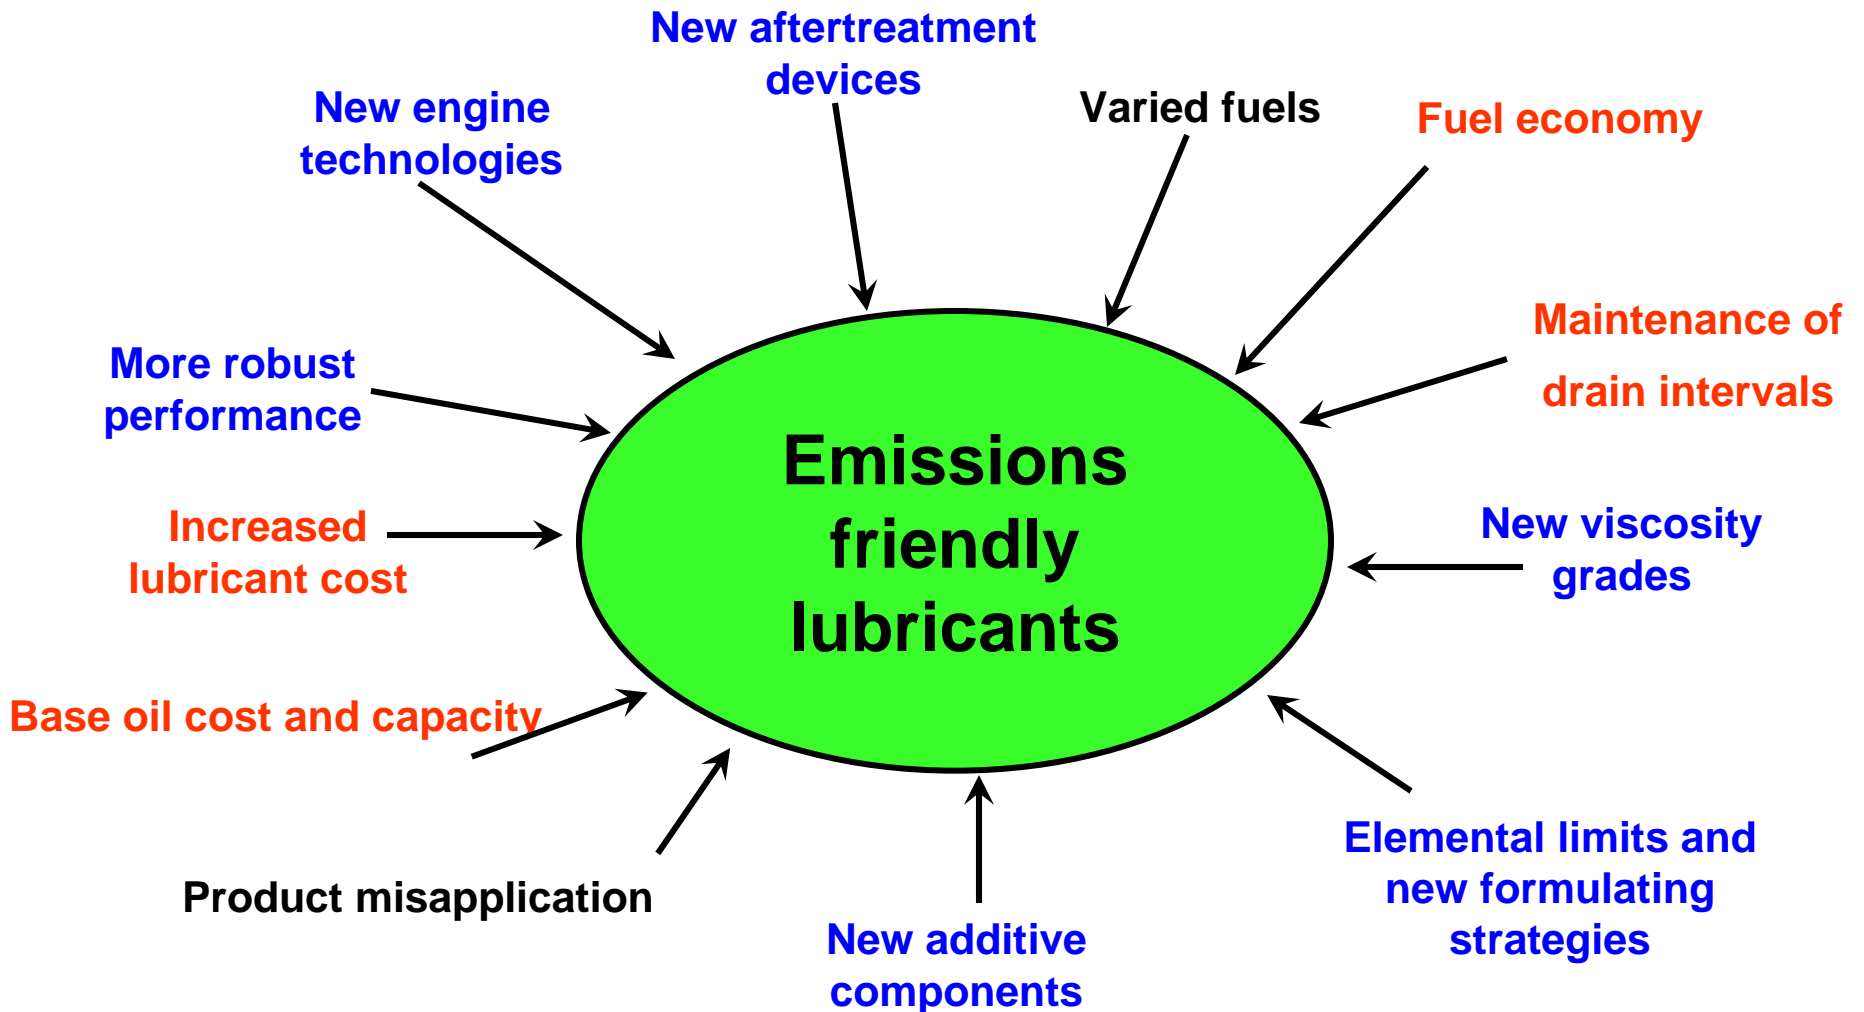 New aftertreatment
devices
New engine
technologies
Varied fuels
Fuel economy
Maintenance of
drain intervals
More robust
performance
Emissions
friendly
lubricants
Increased
lubricant cost
New viscosity
grades
Base oil cost and capacity
Product misapplication
New additive
components
Elemental limits and
new formulating
strategies